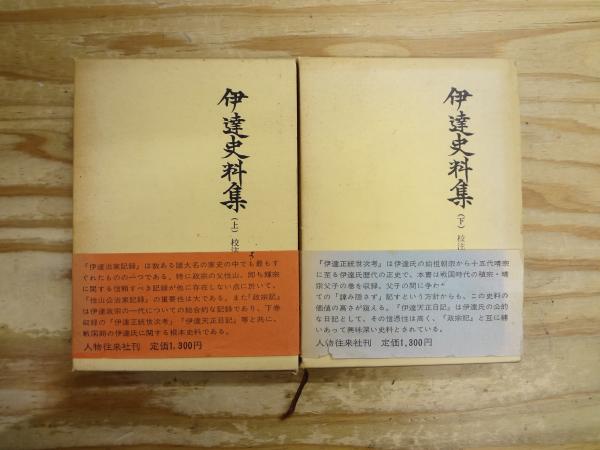 伊達史料集
(上)
校注
『伊達治家記録』は数ある諸大名の家史の中でも最もす
ぐれたものの一つである。特に政宗の父性山、即ち輝宗
に関する信頼すべき記録が他に存在しない点に於いて、
『性山公治家記録』の重要性は大である。また『政宗記』
は伊達政宗の一代についての総合的な記録であり、下巻
収録の『伊達正統世次考』、『伊達天正日記』等と共に、
戦国期の伊達氏に関する根本史料である。
人物往来社刊 定価1,300円
伊達史料集
(下)
校注
『伊達正統世次考』は伊達氏の始祖朝宗から十五代晴宗
に至る伊達氏歴代の正史で、本書は戦国時代の稙宗・晴
宗父子の巻を収録。父子の間に争か
ての「諱み隠さず」記すという方針からも、この史料の
価値の高さが窺える。『伊達天正日記』は伊達氏の公的
な日記として、その信憑性は高く、『政宗記』と互に補
いあって興味深い史料とされている。
人物往来社刊 定価1,300円